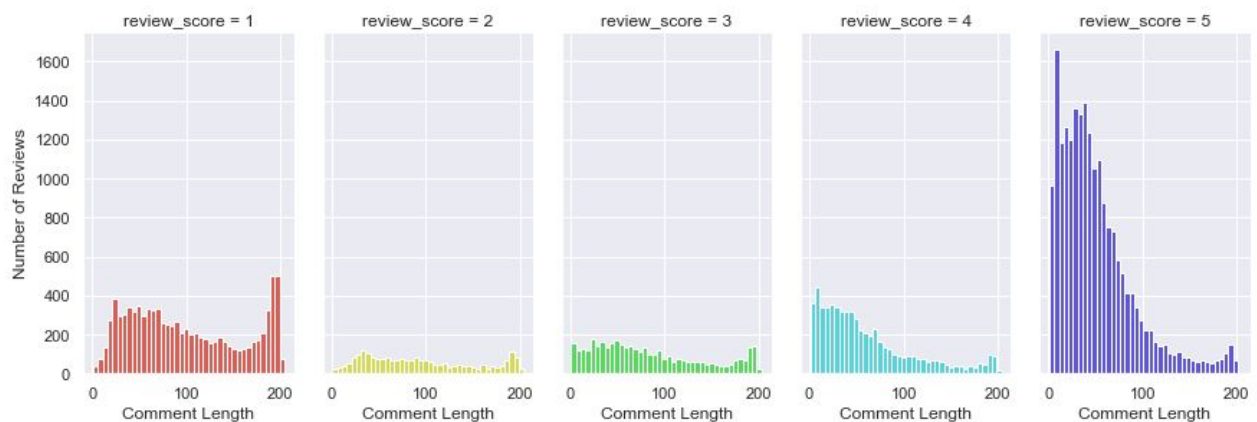 review_score = 1 review_score = 2 review_score = 3 review_score = 4 review_score = 5
1600
1400
1200
1000
800
600
400
200
0
Number of Reviews
0 100 200 0 100 200 0 100 200 0 100 200 0 100 200
Comment Length Comment Length Comment Length Comment Length Comment Length